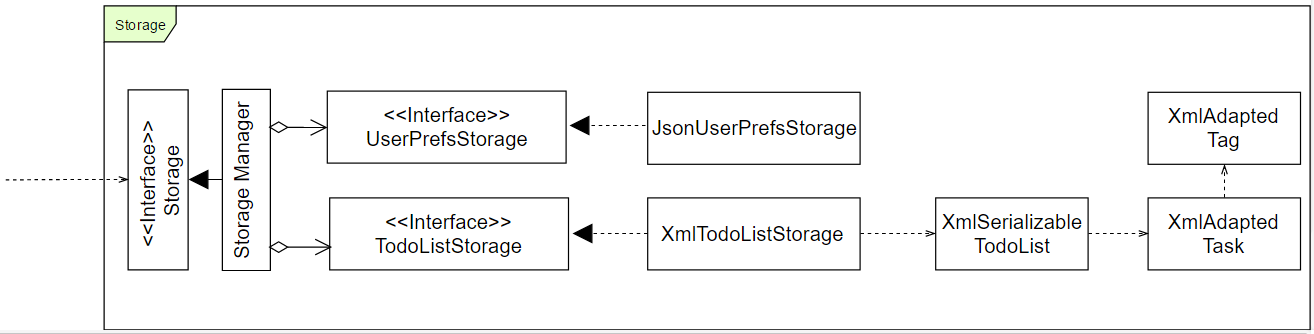 Storage
<<Interface>>
Storage
Storage Manager
<<Interface>>
UserPrefsStorage
JsonUserPrefsStorage
XmlAdapted
Tag
<<Interface>>
TodoListStorage
XmlTodoListStorage
XmlSerializable
TodoList
XmlAdapted
Task